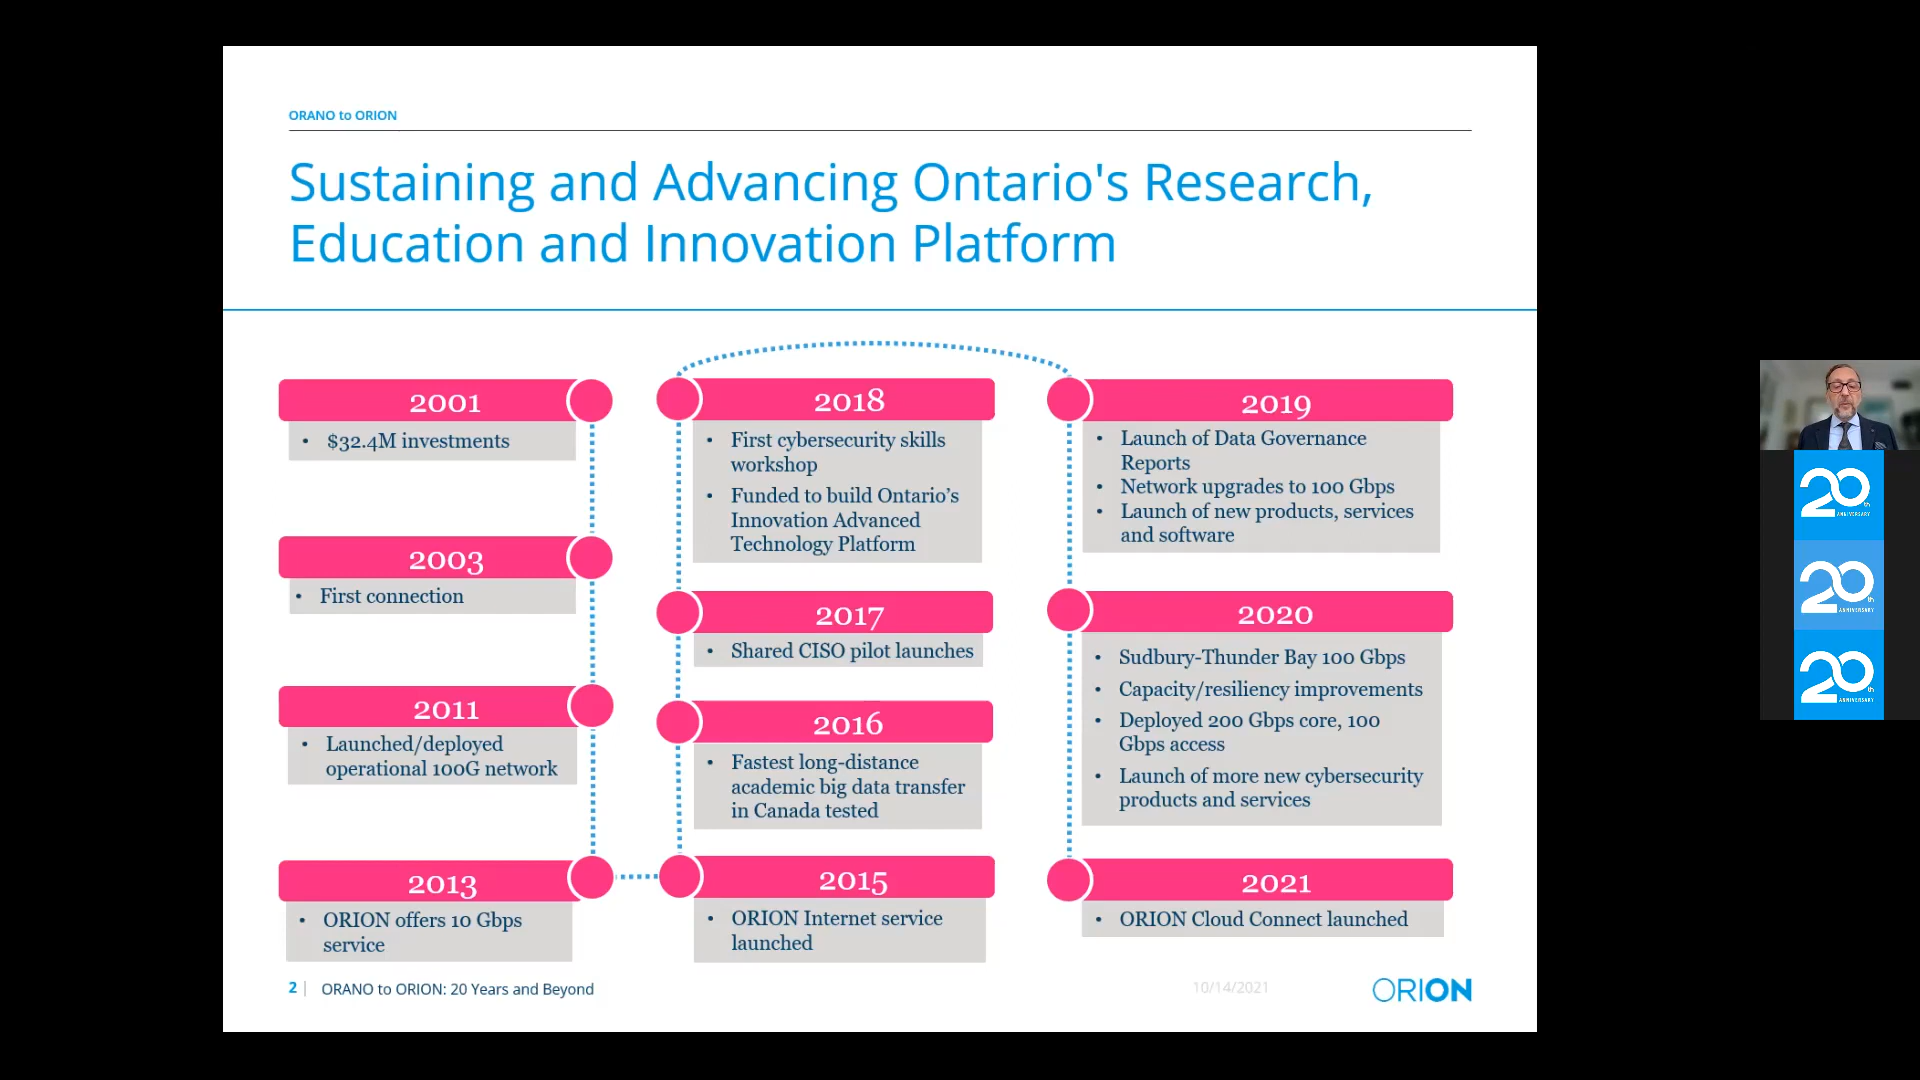 ORANO to ORION
Sustaining and Advancing Ontario's Research,
Education and Innovation Platform
2001
• $32.4M investments
2003
• First connection
2011
• Launched/deployed
operational 100G network
2013
• ORION offers 10 Gbps
service
2018
• First cybersecurity skills
workshop
• Funded to build Ontario’s
Innovation Advanced
Technology Platform
2017
• Shared CISO pilot launches
2016
• Fastest long-distance
academic big data transfer
in Canada tested
2015
• ORION Internet service
launched
2019
• Launch of Data Governance
Reports
• Network upgrades to 100 Gbps
• Launch of new products, services
and software
2020
• Sudbury-Thunder Bay 100 Gbps
• Capacity/resiliency improvements
• Deployed 200 Gbps core, 100
Gbps access
• Launch of more new cybersecurity
products and services
2021
• ORION Cloud Connect launched
2 | ORANO to ORION: 20 Years and Beyond
10/14/2021
ORION
20th
ANNIVERSARY
20th
ANNIVERSARY
20th
ANNIVERSARY